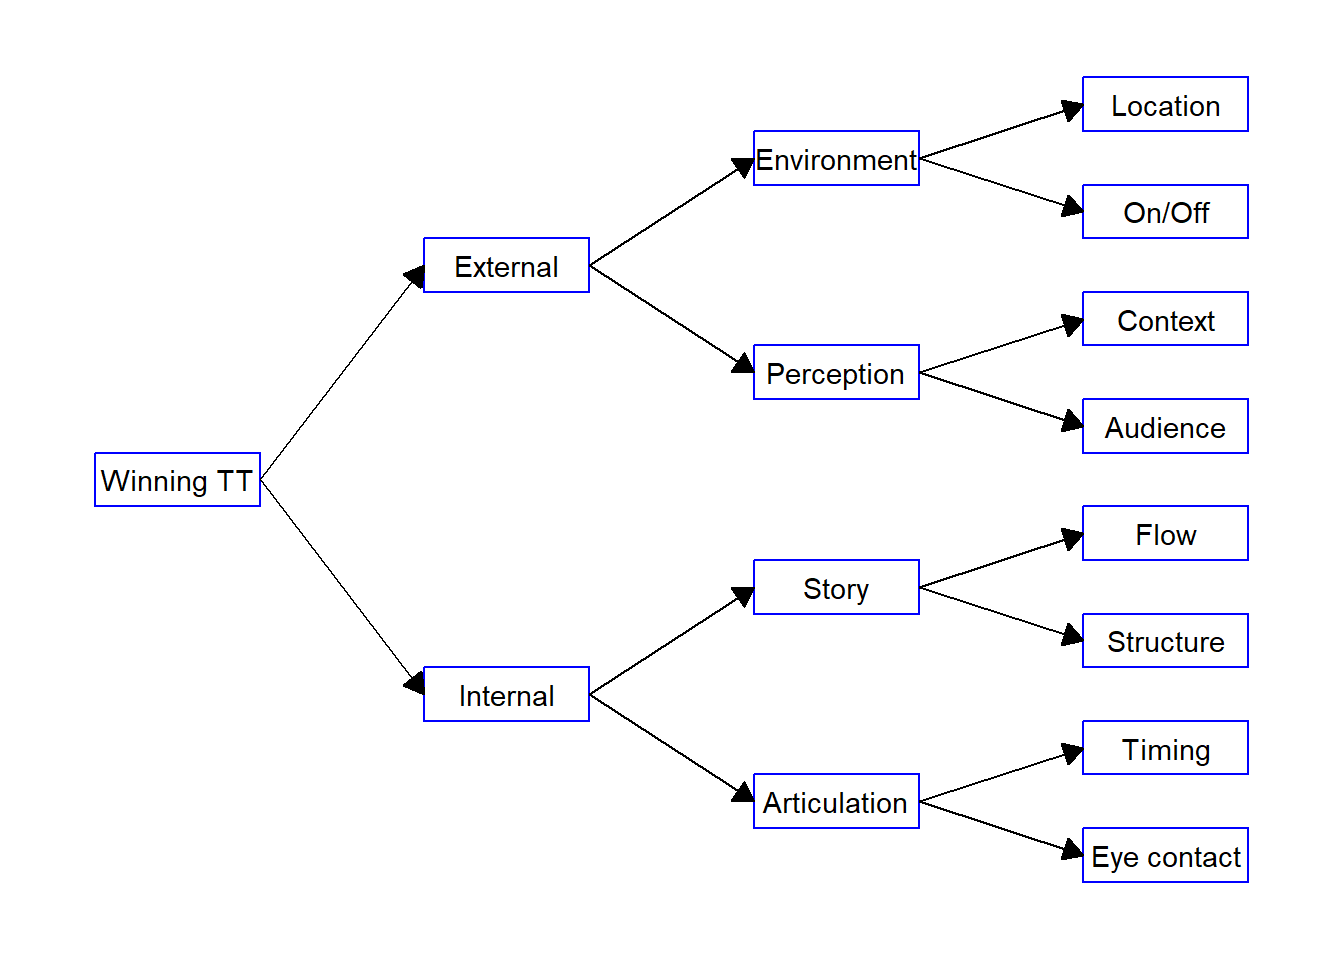 Winning TT
External
Internal
Environment
Perception
Story
Articulation
Location
On/Off
Context
Audience
Flow
Structure
Timing
Eye contact